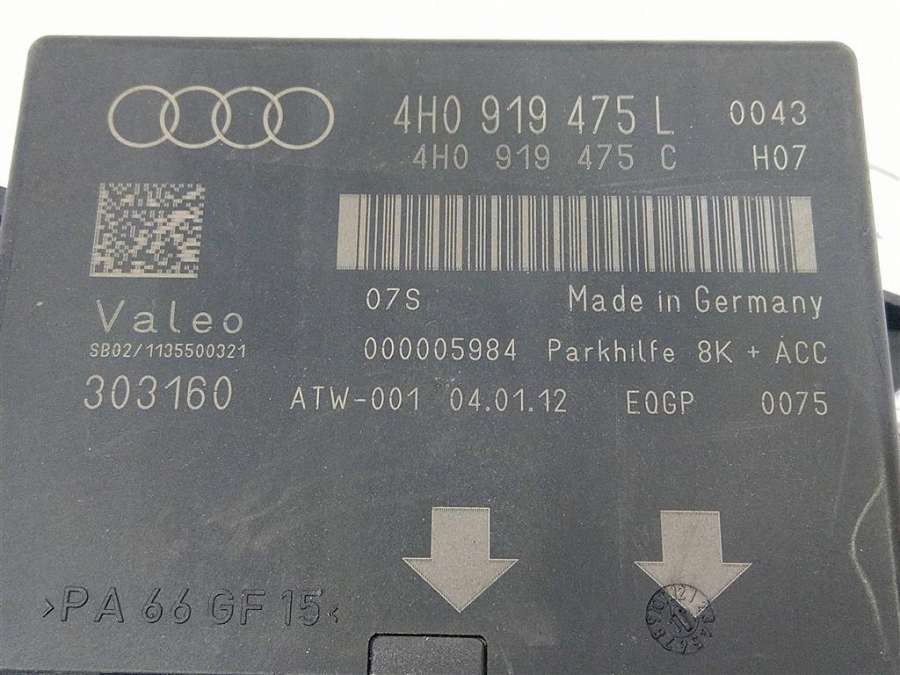 4H0 919 475 L 0043
4H0 919 475 C H07
07S Made in Germany
Valeo
SB02/1135500321
000005984 Parkhilfe 8K + ACC
303160 ATW-001 04.01.12 EQGP 0075
>PA 66 GF 15<